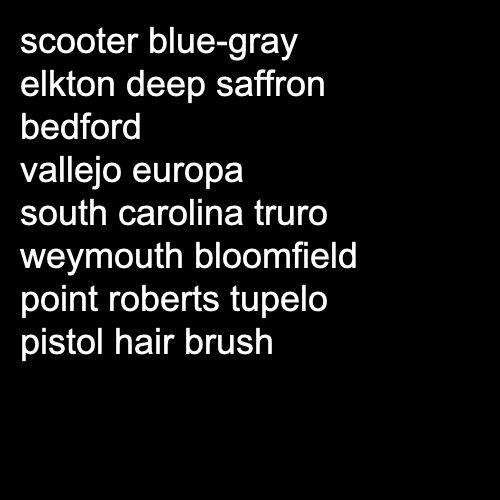 scooter blue-gray
elkton deep saffron
bedford
vallejo europa
south carolina truro
weymouth bloomfield
point roberts tupelo
pistol hair brush